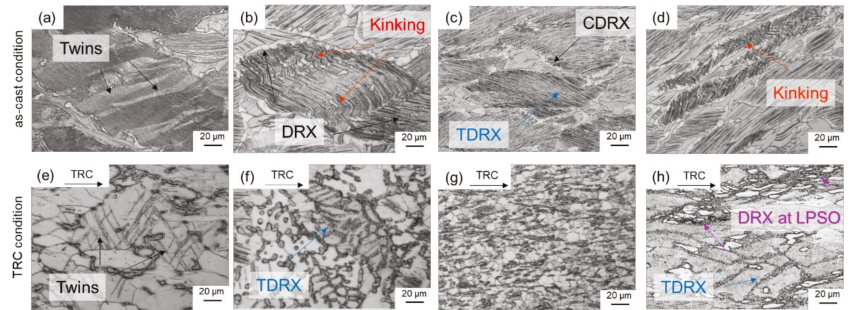 as-cast condition
(a)
Twins
20 µm
(b)
Kinking
DRX
20 µm
(c)
CDRX
TDRX
20 µm
(d)
Kinking
20 µm
TRC condition
(e)
TRC
Twins
20 µm
(f)
TRC
TDRX
20 µm
(g)
TRC
20 µm
(h)
TRC
DRX at LPSO
TDRX
20 µm